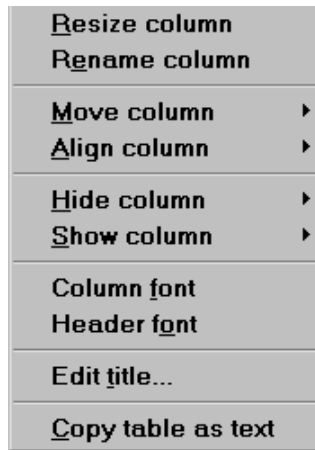 Resize column
Rename column
Move column
Align column
Hide column
Show column
Column font
Header font
Edit title...
Copy table as text